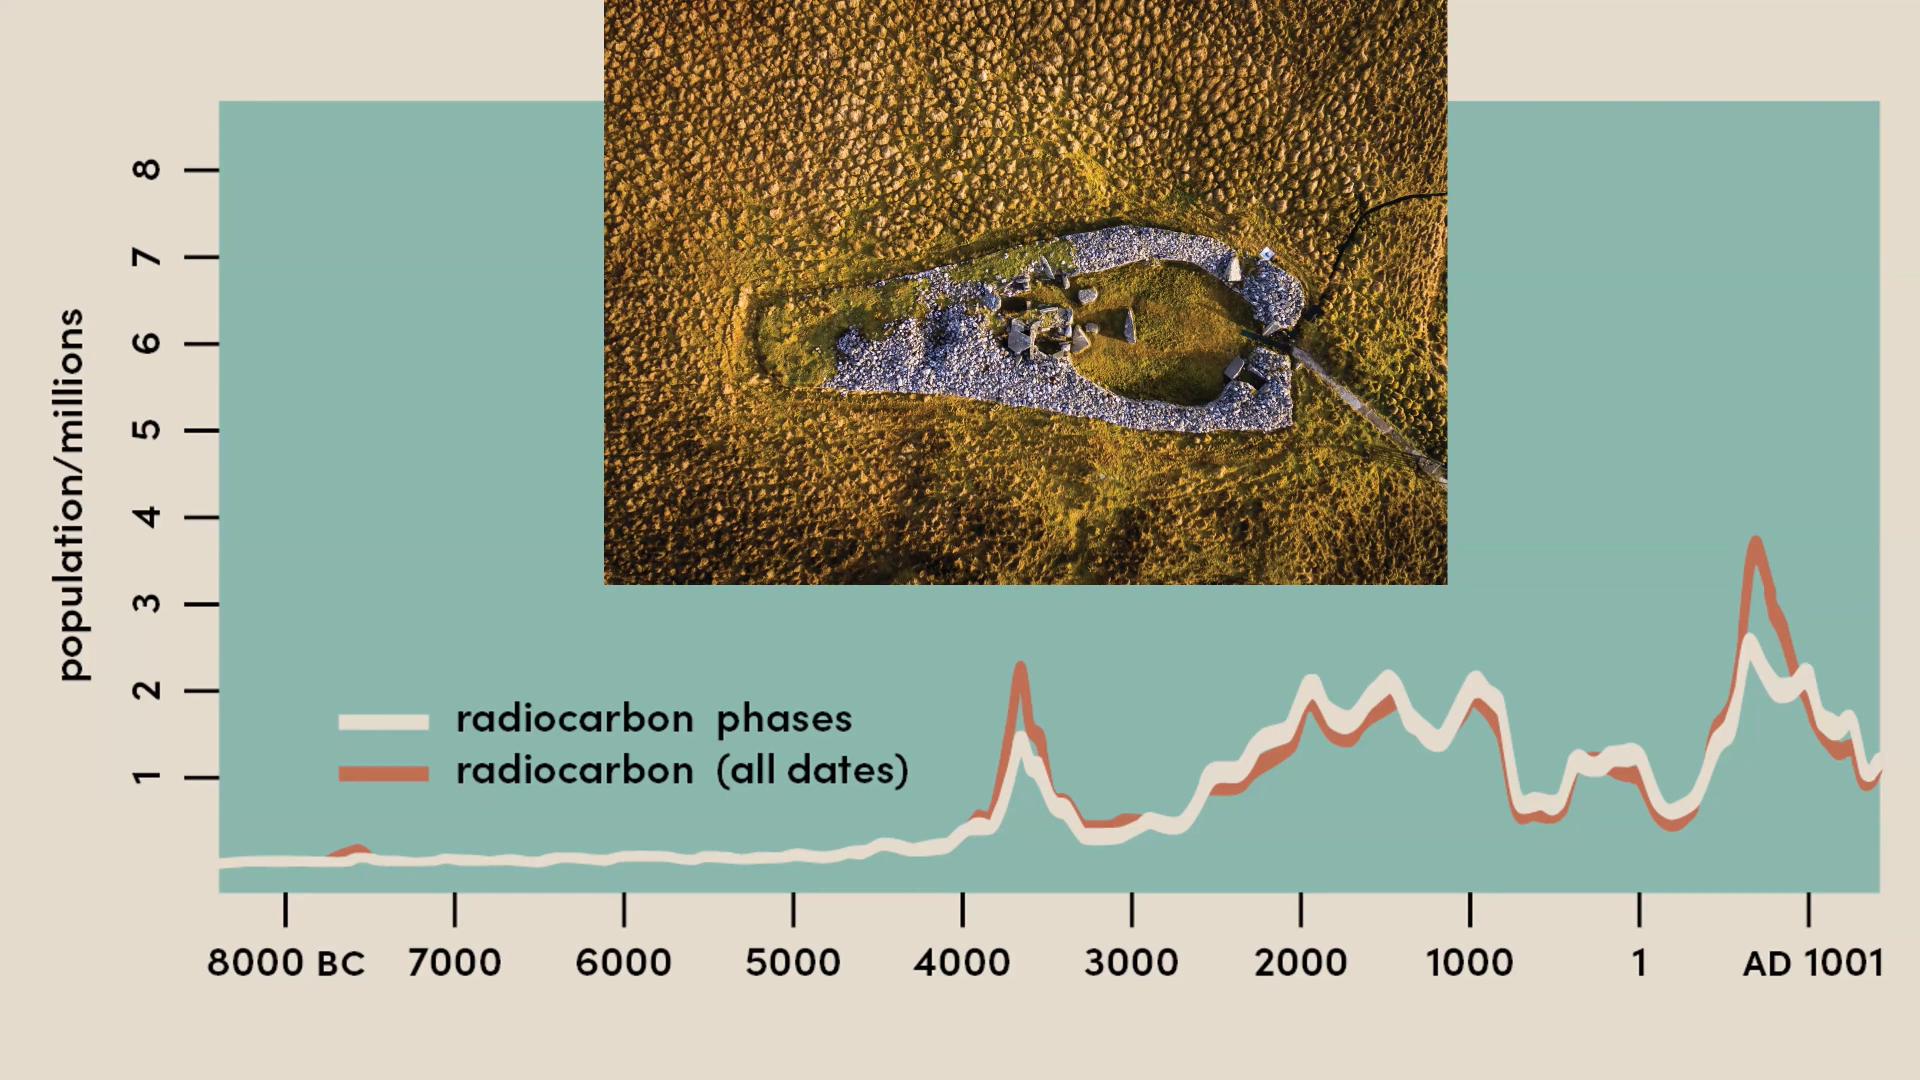 population/millions
8
7
6
5
4
3
2
1
radiocarbon phases
radiocarbon (all dates)
8000 BC 7000 6000 5000 4000 3000 2000 1000 1 AD 1001